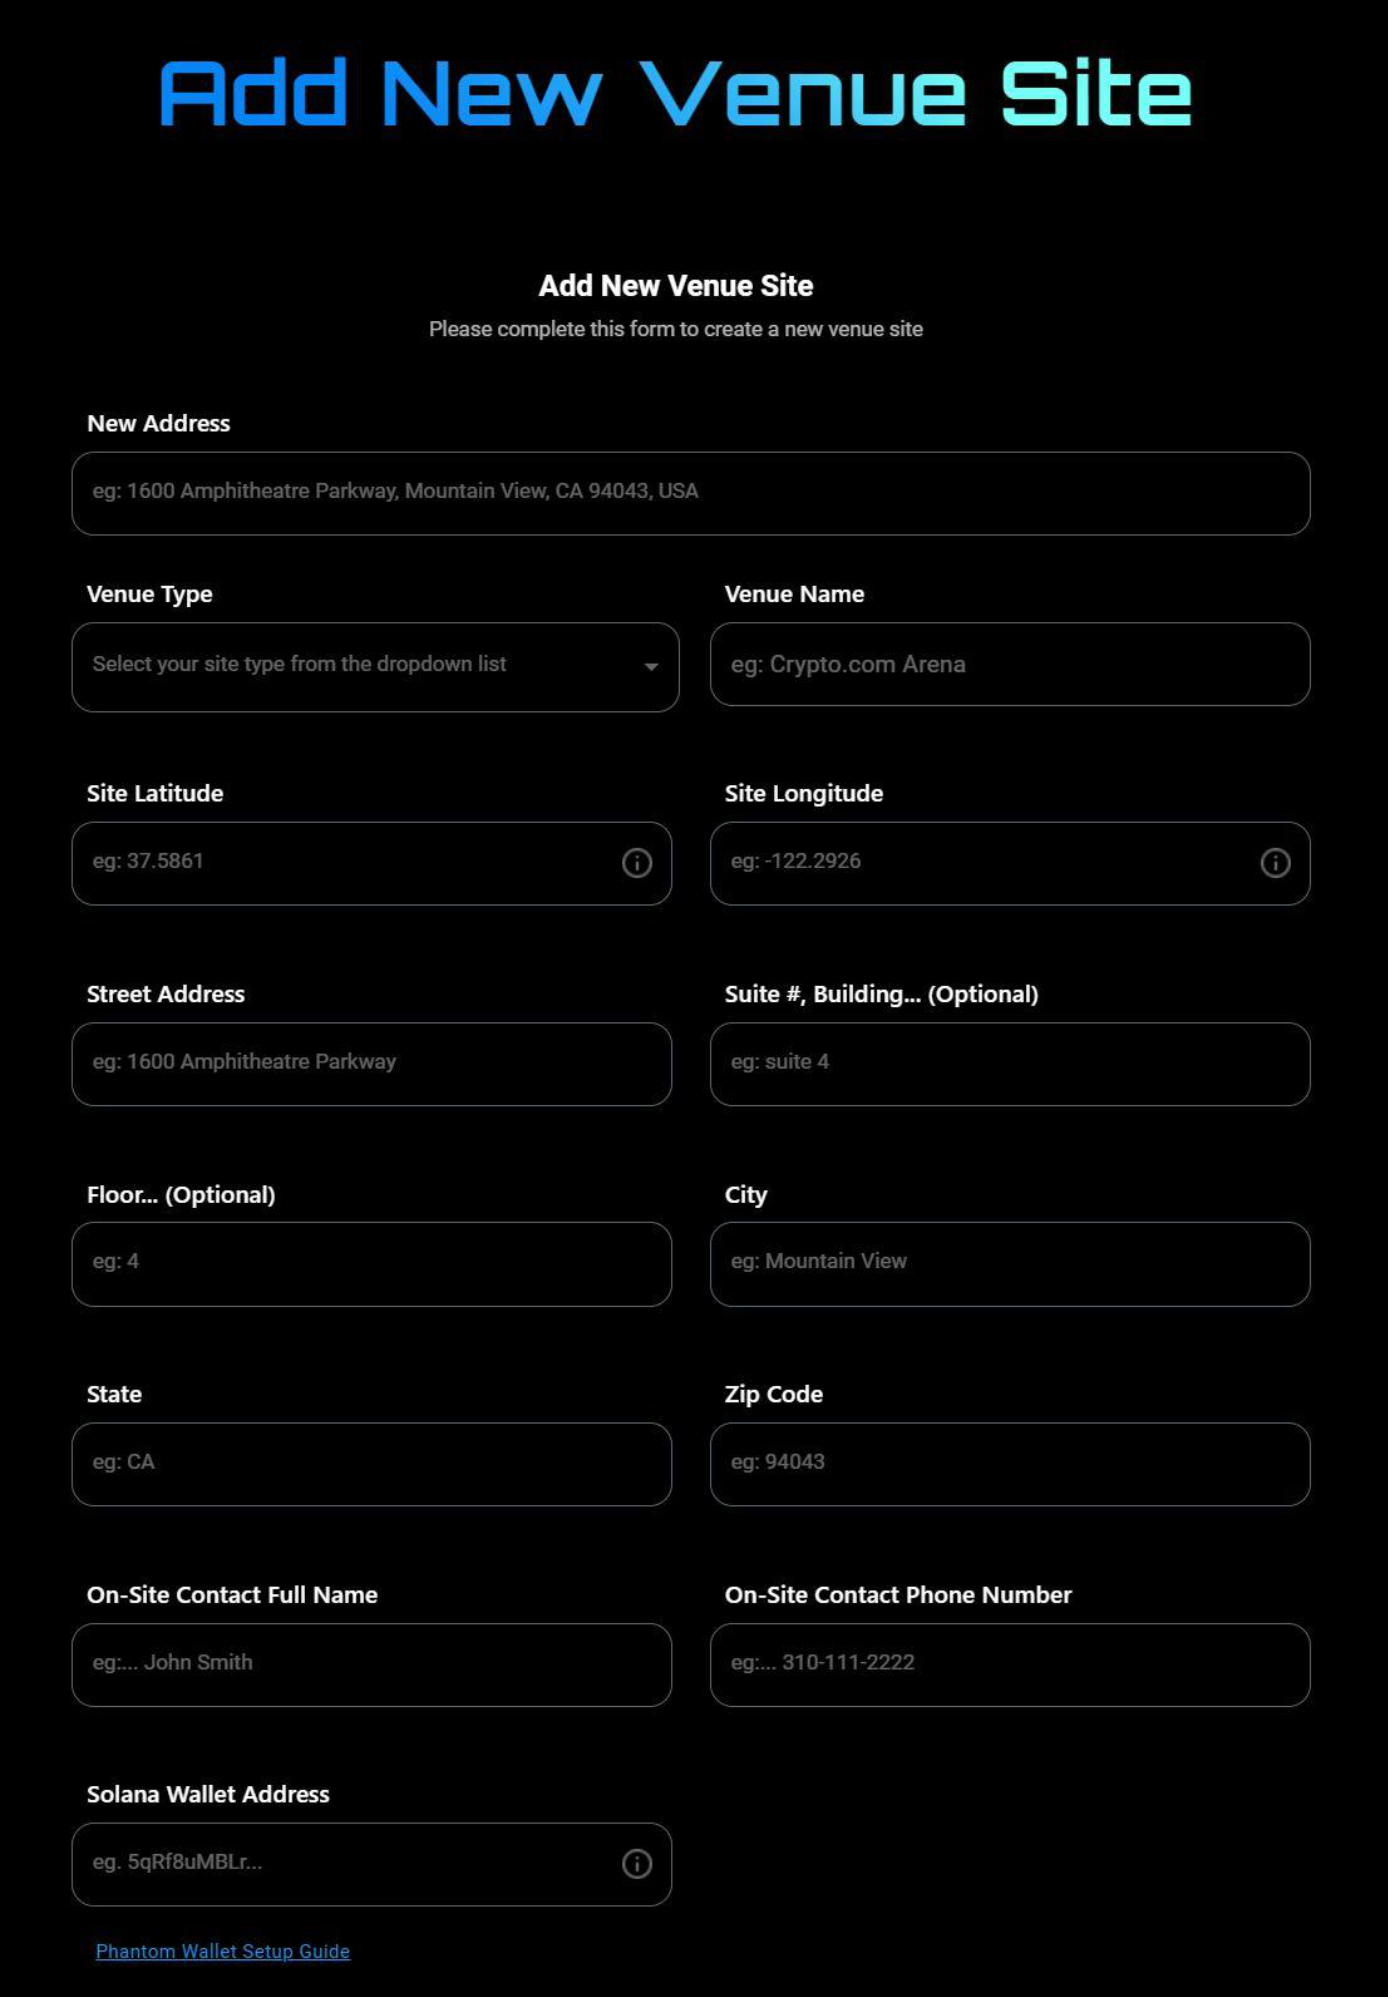 Add New Venue Site
Add New Venue Site
Please complete this form to create a new venue site
New Address
eg: 1600 Amphitheatre Parkway, Mountain View, CA 94043, USA
Venue Type
Venue Name
Select your site type from the dropdown list
eg: Crypto.com Arena
Site Latitude
Site Longitude
eg: 37.5861
eg: -122.2926
Street Address
Suite #, Building... (Optional)
eg: 1600 Amphitheatre Parkway
eg: suite 4
Floor... (Optional)
City
eg: 4
eg: Mountain View
State
Zip Code
eg: CA
eg: 94043
On-Site Contact Full Name
On-Site Contact Phone Number
eg:... John Smith
eg:... 310-111-2222
Solana Wallet Address
eg. 5qRf8uMBLr...
Phantom Wallet Setup Guide